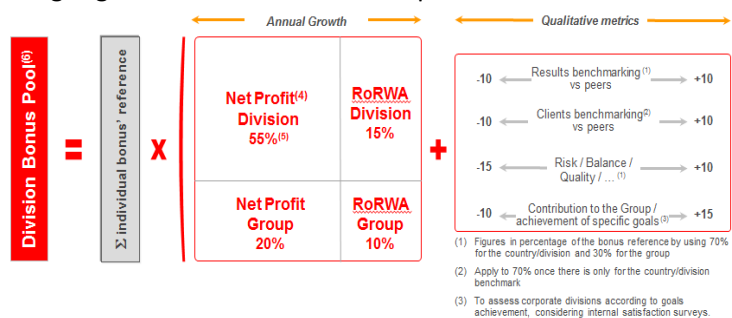 Annual Growth
Qualitative metrics
Division Bonus Pool(6)
=
Σ individual bonus' reference
x
Net Profit(4)
Division
55%(5)
RoRWA
Division
15%
Net Profit
Group
20%
RoRWA
Group
10%
+
-10 Results benchmarking (1) +10
vs peers
-10 Clients benchmarking(2) +10
vs peers
-15 Risk / Balance / +10
Quality / ... (1)
-10 Contribution to the Group / +15
achievement of specific goals(3)
(1) Figures in percentage of the bonus reference by using 70%
for the country/division and 30% for the group
(2) Apply to 70% once there is only for the country/division
benchmark
(3) To assess corporate divisions according to goals
achievement, considering internal satisfaction surveys.